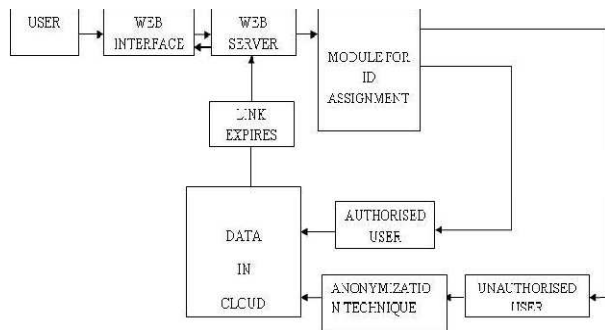 USER
WEB
INTERFACE
WEB
SERVER
MODULE FOR
ID
ASSIGNMENT
LINK
EXPIRES
DATA
IN
CLOUD
AUTHORISED
USER
ANONYMIZATIO
N TECHNIQUE
UNAUTHORISED
USER